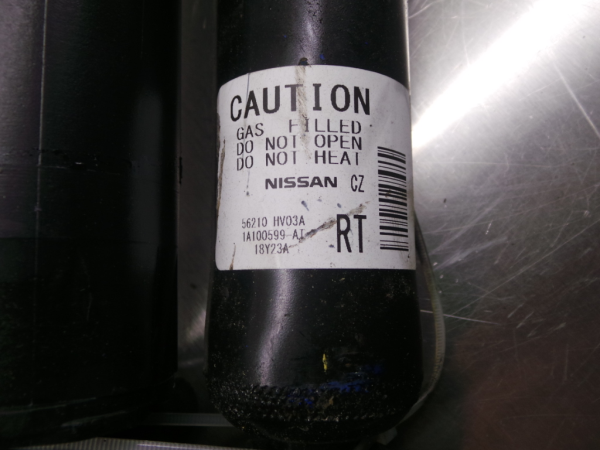 CAUTION
GAS FILLED
DO NOT OPEN
DO NOT HEAT
NISSAN CZ
56210 HV03A
1A100599-AI
18Y23A
RT